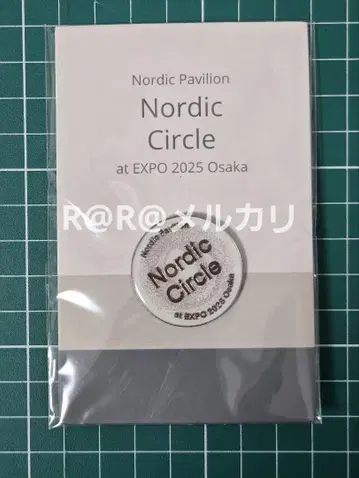 Nordic Pavilion
Nordic
Circle
at EXPO 2025 Osaka
R@R@メルカリ
Nordic Pavilion
Nordic
Circle
at EXPO 2025 Osaka